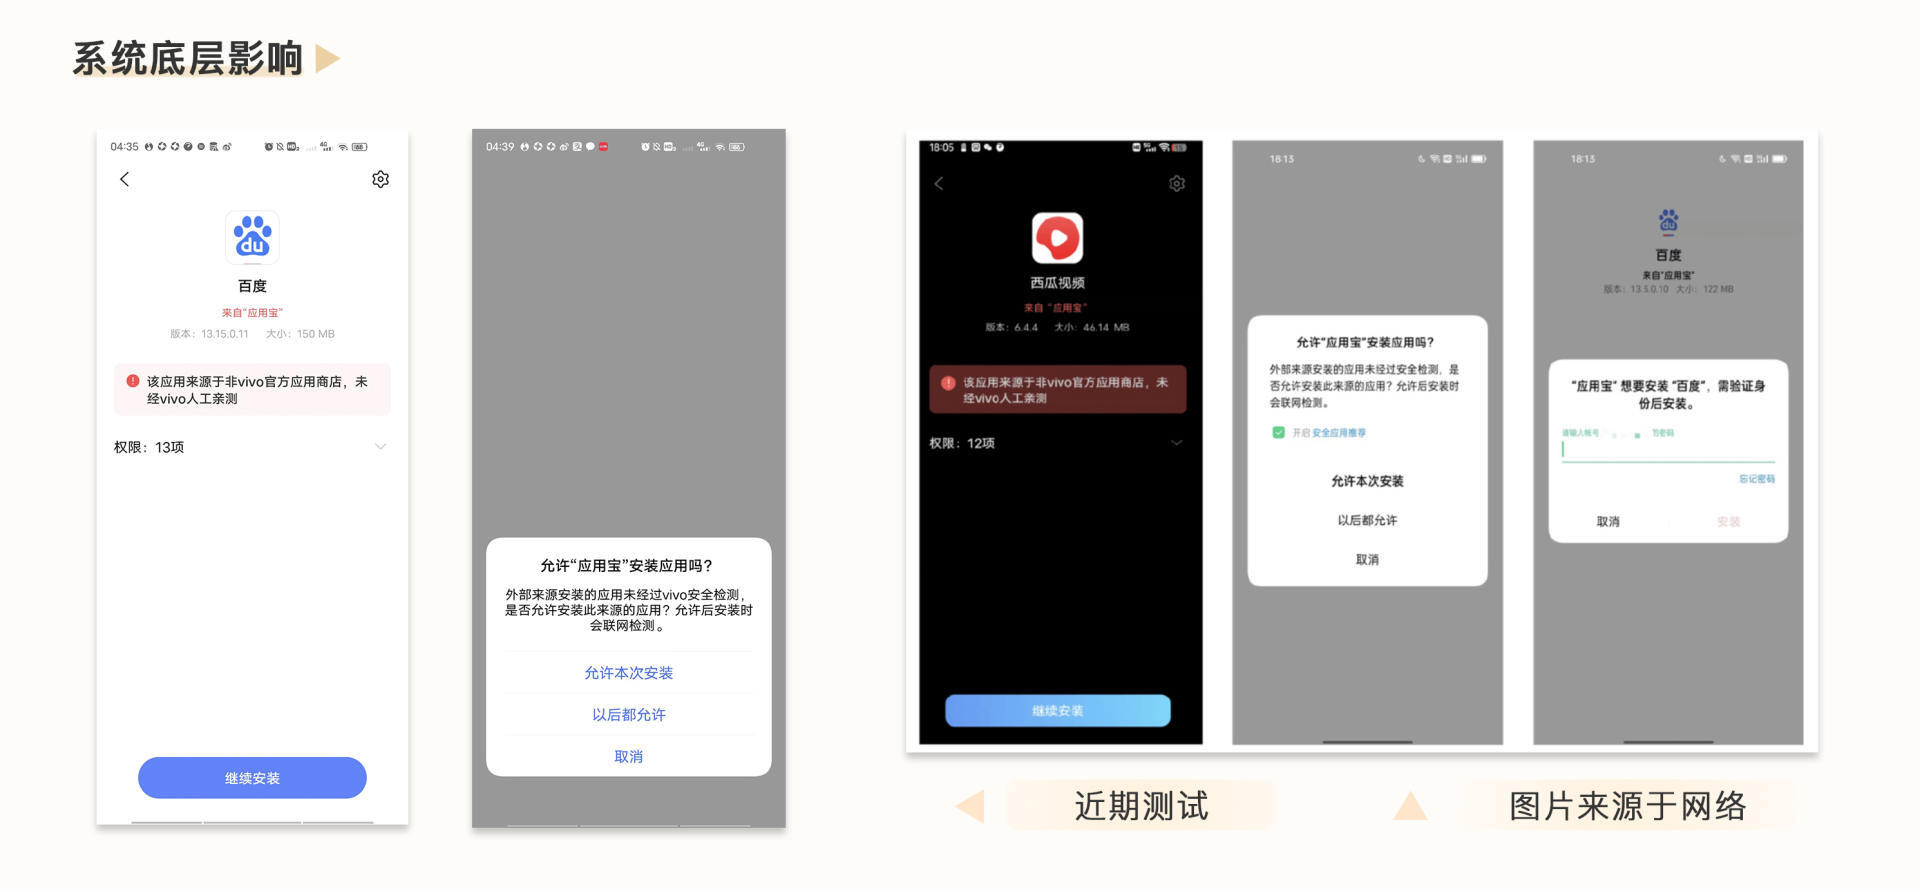 系统底层影响
04:35
百度
来自“应用宝”
版本：13.15.0.11 大小：150 MB
该应用来源于非vivo官方应用商店，未
经vivo人工亲测
权限：13项
继续安装
04:39
允许“应用宝”安装应用吗？
外部来源安装的应用未经过vivo安全检测，
是否允许安装此来源的应用？允许后安装时
会联网检测。
允许本次安装
以后都允许
取消
18:05
西瓜视频
来自“应用宝”
版本：6.4.4 大小：46.14 MB
该应用来源于非vivo官方应用商店，未
经vivo人工亲测
权限：12项
继续安装
18:13
允许“应用宝”安装应用吗？
外部来源安装的应用未经过安全检测，是
否允许安装此来源的应用？允许后安装时
会联网检测。
开启安全应用推荐
允许本次安装
以后都允许
取消
18:13
du
百度
来自“应用宝”
版本：13.5.0.10 大小：122 MB
“应用宝”想要安装“百度”，需验证身
份后安装。
请输入帐号 的密码
忘记密码
取消 安装
近期测试
图片来源于网络